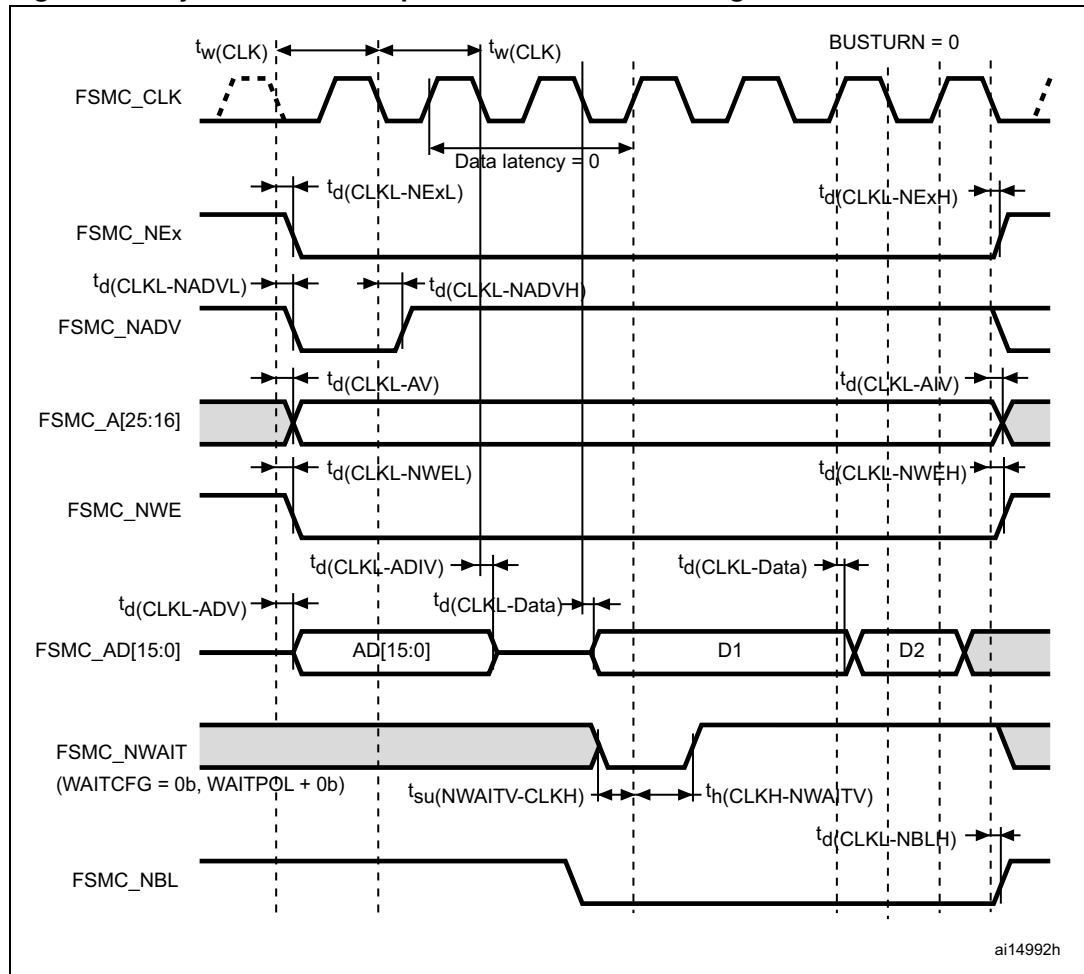 tw(CLK) tw(CLK) BUSTURN = 0
FSMC_CLK
Data latency = 0
td(CLKL-NExL) td(CLKL-NExH)
FSMC_NEx
td(CLKL-NADVL) td(CLKL-NADVH)
FSMC_NADV
td(CLKL-AV) td(CLKL-AIV)
FSMC_A[25:16]
td(CLKL-NWEL) td(CLKL-NWEH)
FSMC_NWE
td(CLKL-ADIV) td(CLKL-Data)
td(CLKL-ADV) td(CLKL-Data)
FSMC_AD[15:0] AD[15:0] D1 D2
FSMC_NWAIT
(WAITCFG = 0b, WAITPOL + 0b)
tsu(NWAITV-CLKH) th(CLKH-NWAITV)
td(CLKL-NBLH)
FSMC_NBL
ai14992h